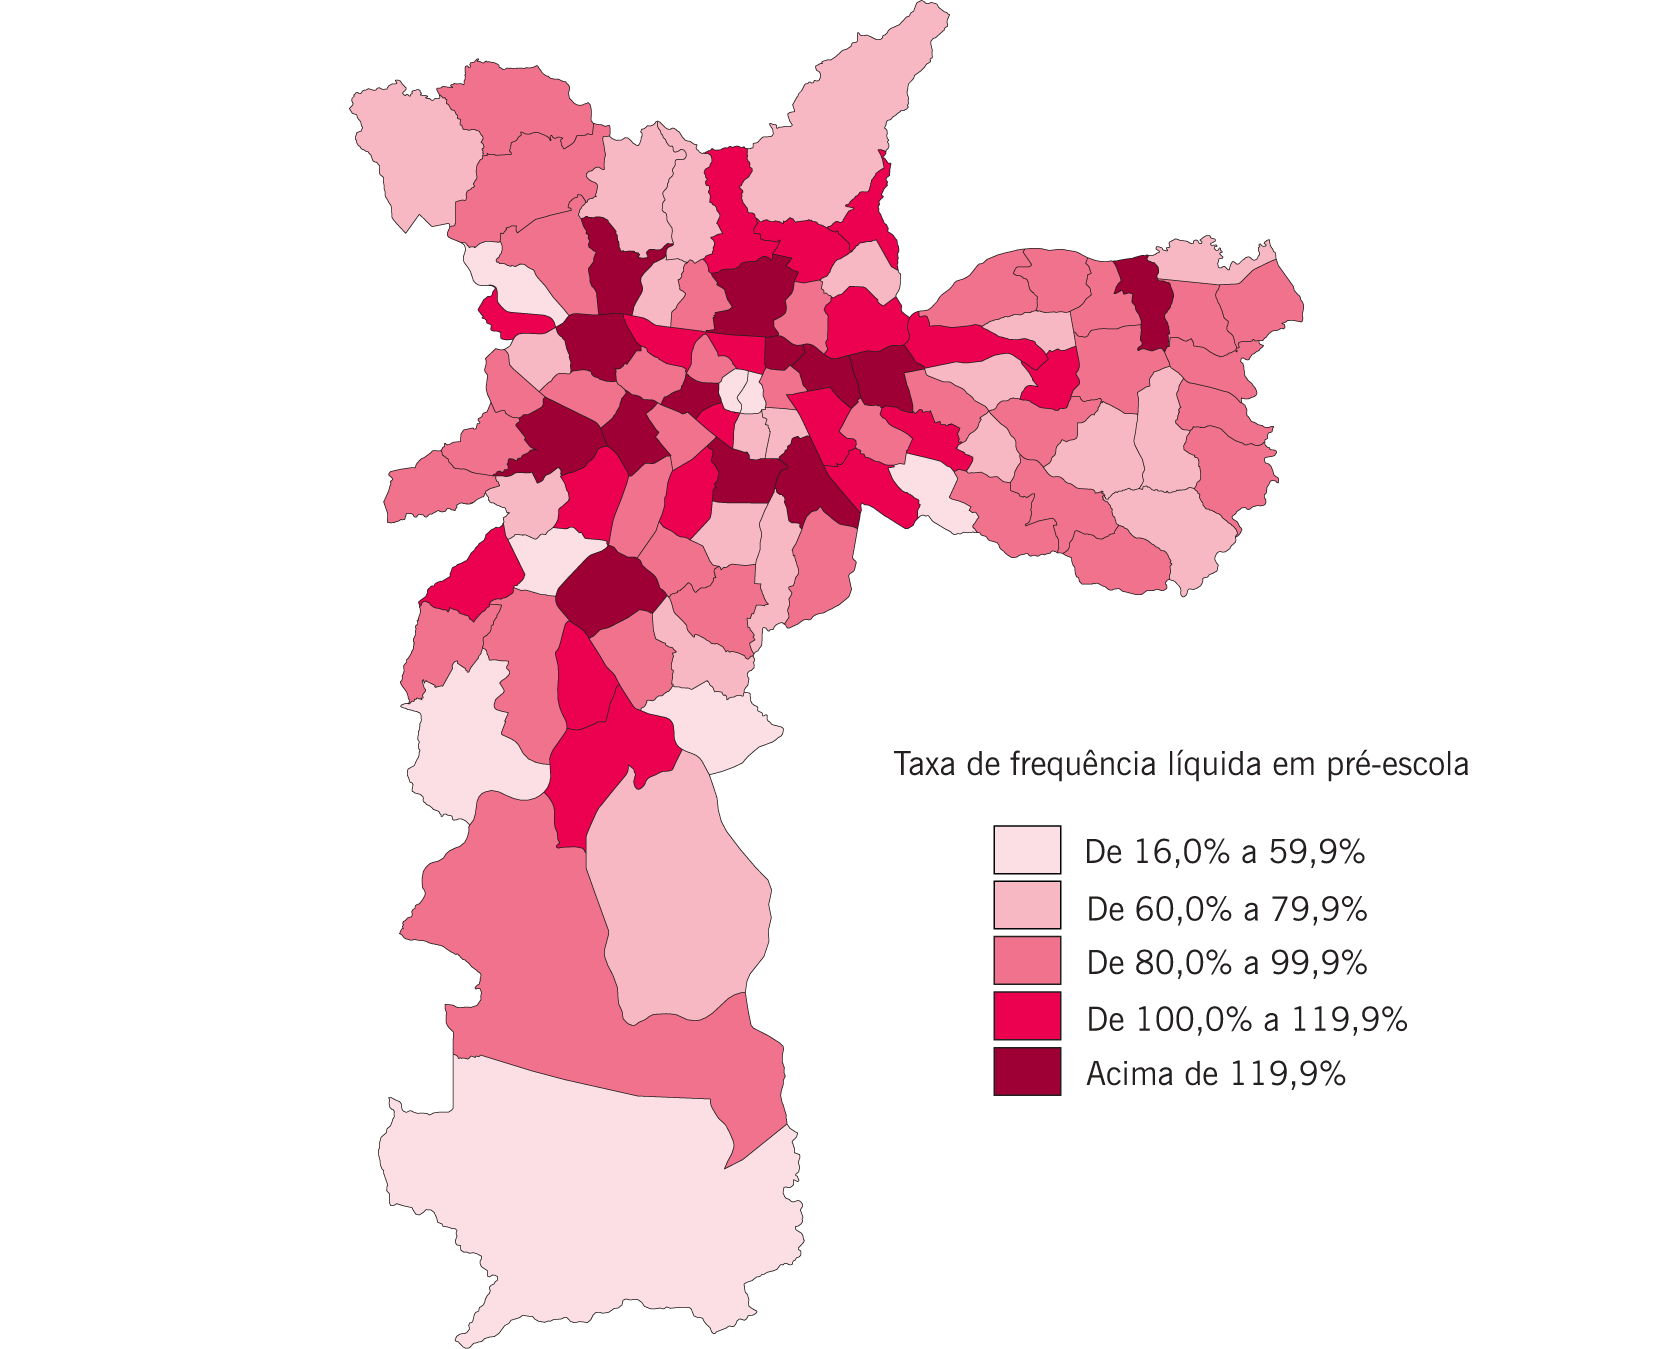 Taxa de frequência líquida em pré-escola
De 16,0% a 59,9%
De 60,0% a 79,9%
De 80,0% a 99,9%
De 100,0% a 119,9%
Acima de 119,9%